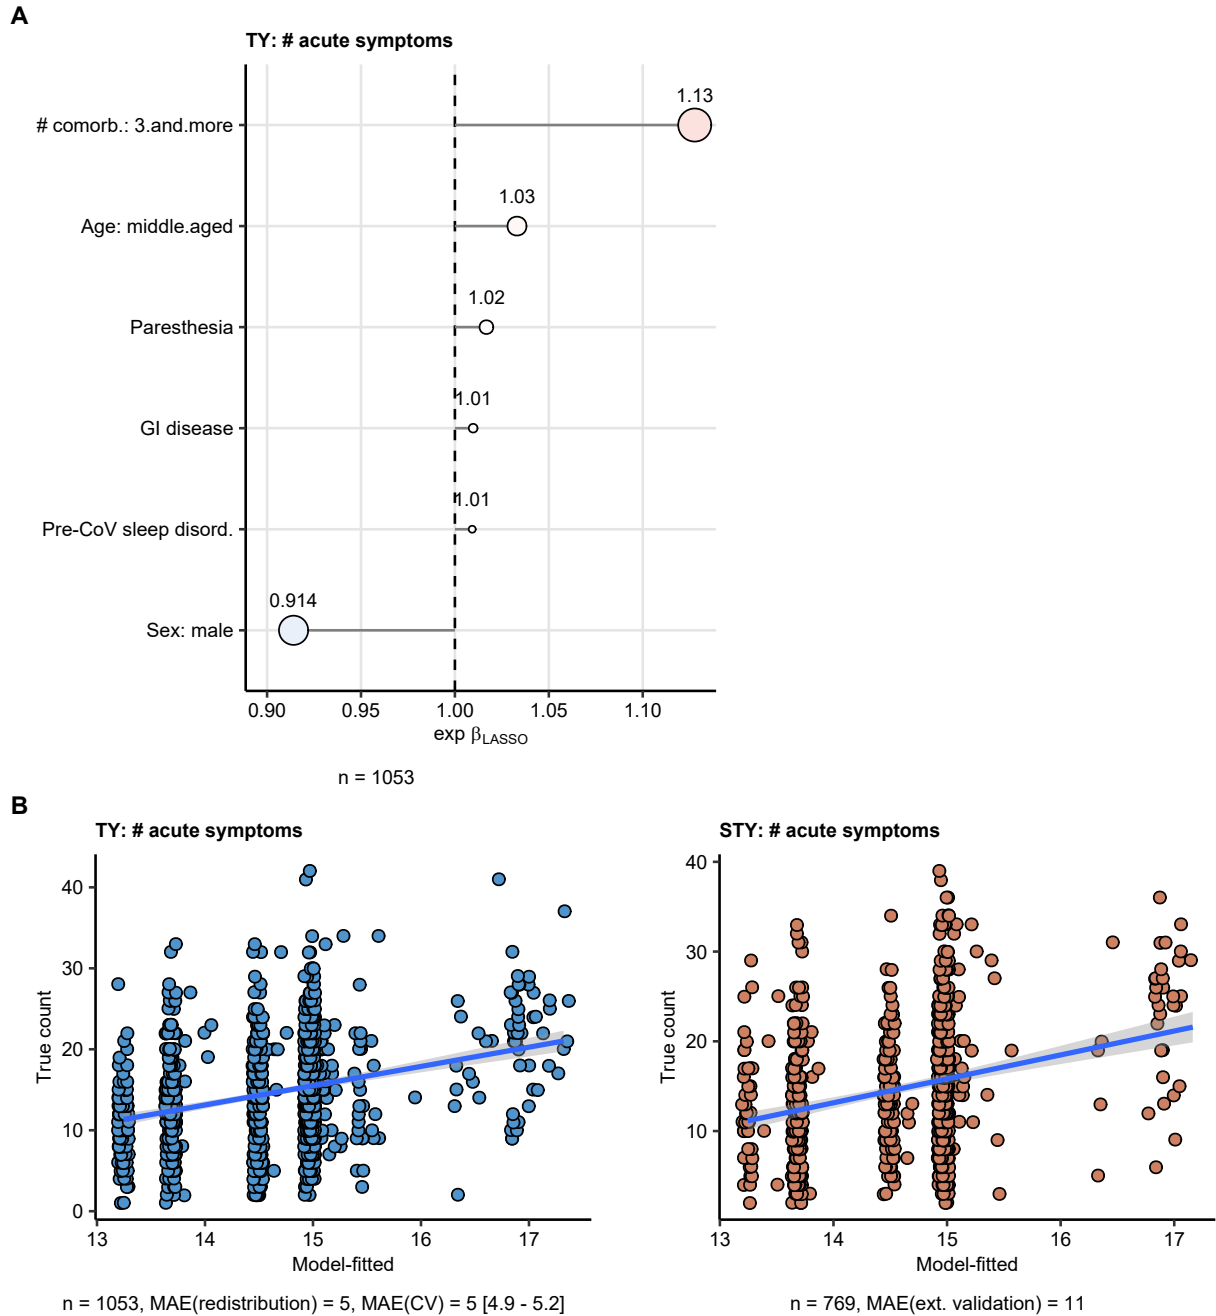 A
TY: # acute symptoms
# comorb.: 3.and.more
1.13
Age: middle.aged
1.03
Paresthesia
1.02
GI disease
1.01
Pre-CoV sleep disord.
1.01
Sex: male
0.914
0.90 0.95 1.00 1.05 1.10
exp βLASSO
n = 1053
B
TY: # acute symptoms
True count
40
30
20
10
0
13 14 15 16 17
Model-fitted
n = 1053, MAE(redistribution) = 5, MAE(CV) = 5 [4.9 - 5.2]
STY: # acute symptoms
True count
40
30
20
10
13 14 15 16 17
Model-fitted
n = 769, MAE(ext. validation) = 11